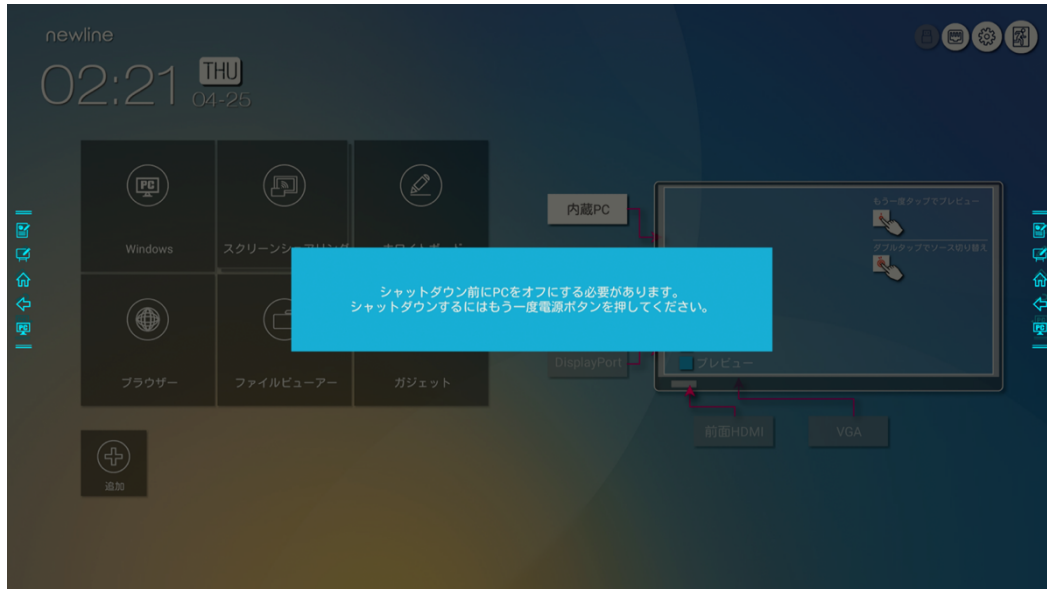 newline
02:21 THU
04-25
PC
Windows
スクリーンシェアリング
ホワイトボード
ブラウザー
ファイルビューアー
ガジェット
追加
シャットダウン前にPCをオフにする必要があります。
シャットダウンするにはもう一度電源ボタンを押してください。
内蔵PC
もう一度タップでプレビュー
ダブルタップでソース切り替え
DisplayPort
プレビュー
前面HDMI
VGA
PC
PC